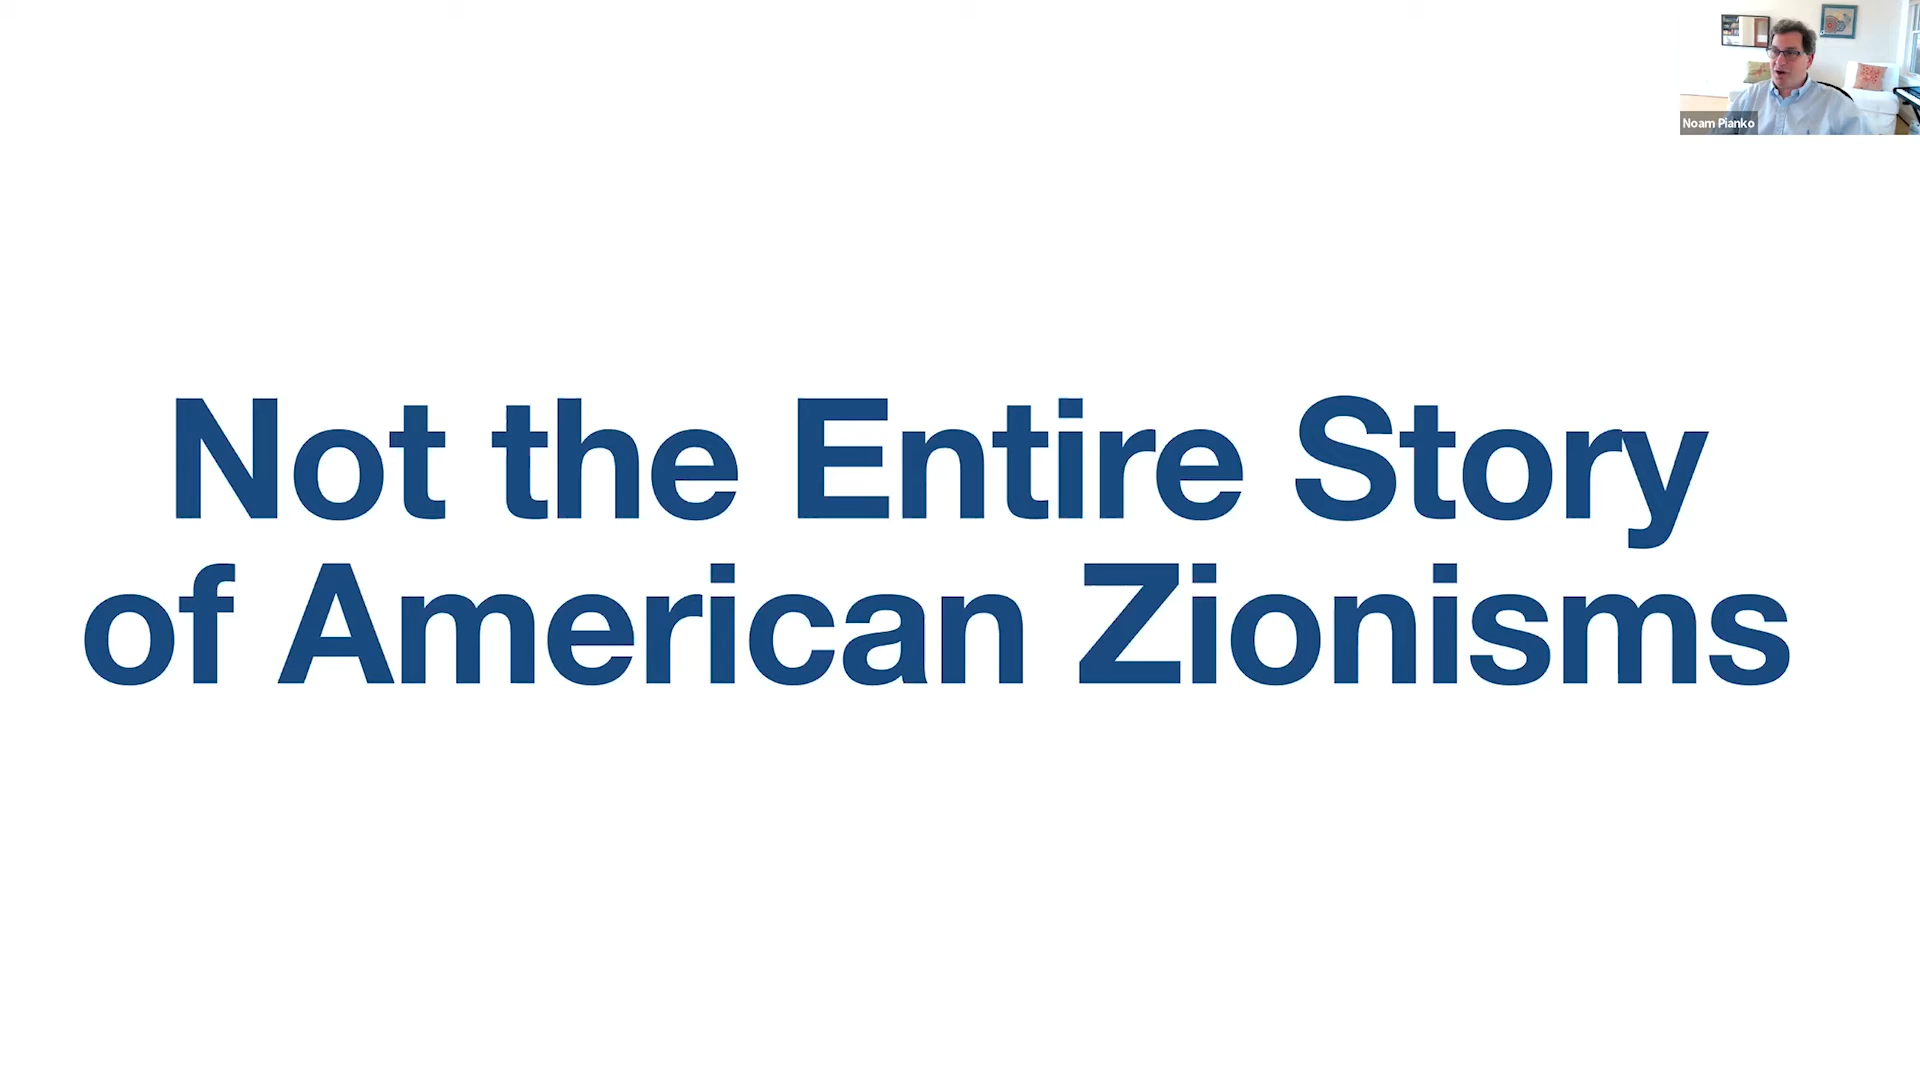 Noam Pianko
Not the Entire Story
of American Zionisms